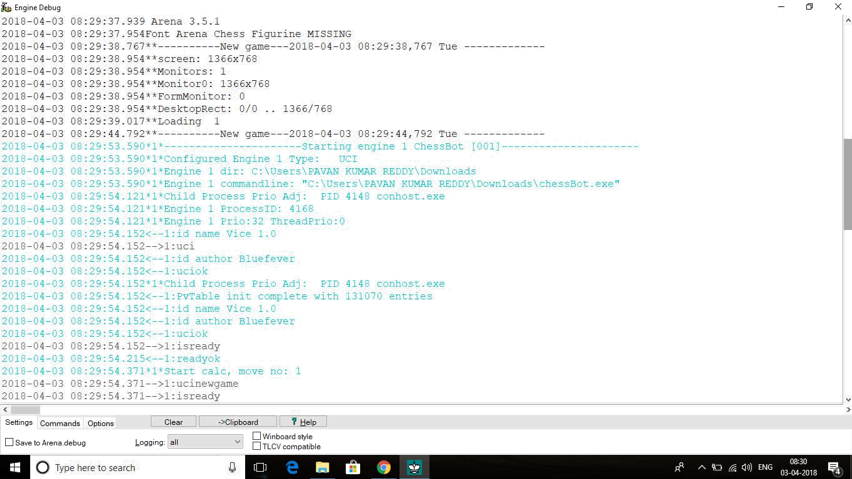 Engine Debug
2018-04-03 08:29:37.939 Arena 3.5.1
2018-04-03 08:29:37.954Font Arena Chess Figurine MISSING
2018-04-03 08:29:38.767**----------New game---2018-04-03 08:29:38,767 Tue -------------
2018-04-03 08:29:38.954**screen: 1366x768
2018-04-03 08:29:38.954**Monitors: 1
2018-04-03 08:29:38.954**Monitor0: 1366x768
2018-04-03 08:29:38.954**FormMonitor: 0
2018-04-03 08:29:38.954**DesktopRect: 0/0 .. 1366/768
2018-04-03 08:29:39.017**Loading  1
2018-04-03 08:29:44.792**----------New game---2018-04-03 08:29:44,792 Tue -------------
2018-04-03 08:29:53.590*1*----------------------Starting engine 1 ChessBot [001]----------------------
2018-04-03 08:29:53.590*1*Configured Engine 1 Type:   UCI
2018-04-03 08:29:53.590*1*Engine 1 dir: C:\Users\PAVAN KUMAR REDDY\Downloads
2018-04-03 08:29:53.590*1*Engine 1 commandline: "C:\Users\PAVAN KUMAR REDDY\Downloads\chessBot.exe"
2018-04-03 08:29:54.121*1*Child Process Prio Adj:  PID 4148 conhost.exe
2018-04-03 08:29:54.121*1*Engine 1 ProcessID: 4168
2018-04-03 08:29:54.121*1*Engine 1 Prio:32 ThreadPrio:0
2018-04-03 08:29:54.152<--1:id name Vice 1.0
2018-04-03 08:29:54.152-->1:uci
2018-04-03 08:29:54.152<--1:id author Bluefever
2018-04-03 08:29:54.152<--1:uciok
2018-04-03 08:29:54.152*1*Child Process Prio Adj:  PID 4148 conhost.exe
2018-04-03 08:29:54.152<--1:PvTable init complete with 131070 entries
2018-04-03 08:29:54.152<--1:id name Vice 1.0
2018-04-03 08:29:54.152<--1:id author Bluefever
2018-04-03 08:29:54.152<--1:uciok
2018-04-03 08:29:54.152-->1:isready
2018-04-03 08:29:54.215<--1:readyok
2018-04-03 08:29:54.371*1*Start calc, move no: 1
2018-04-03 08:29:54.371-->1:ucinewgame
2018-04-03 08:29:54.371-->1:isready
Settings Commands Options Clear ->Clipboard ? Help
Save to Arena.debug Logging: all Winboard style
TLCV compatible
Type here to search ENG 08:30
03-04-2018 4